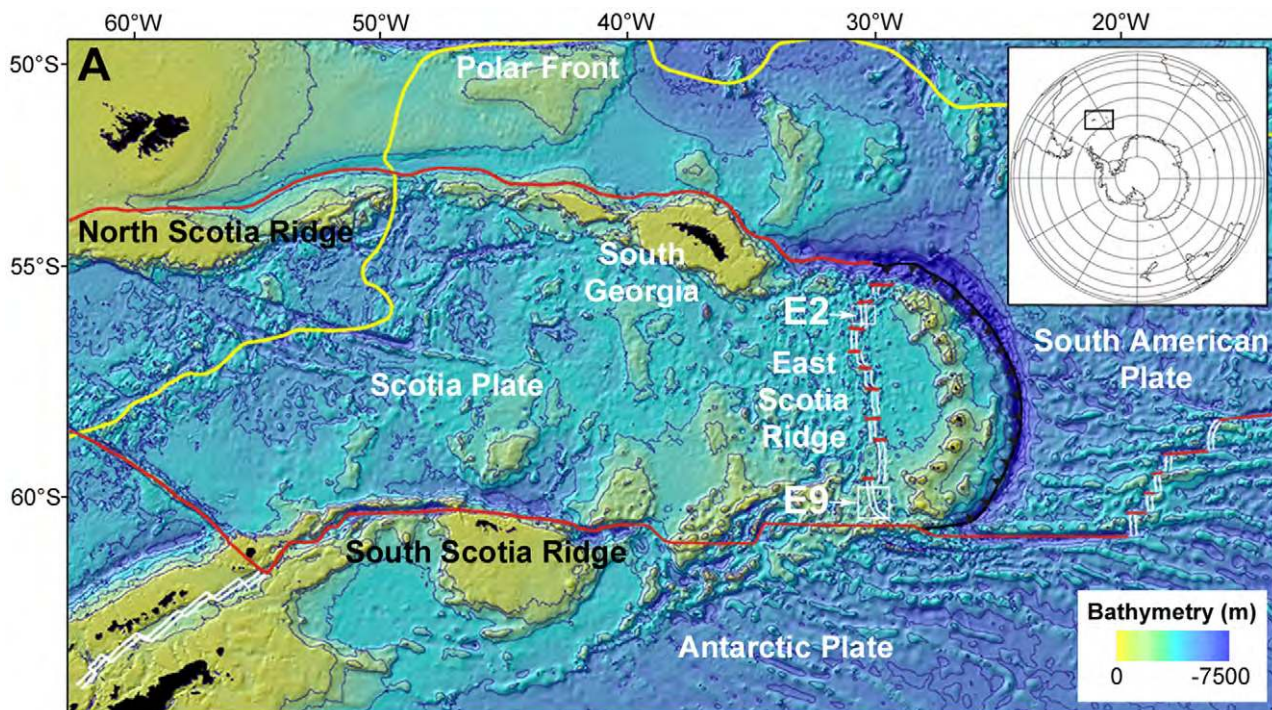 60°W 50°W 40°W 30°W 20°W
50°S
A
Polar Front
North Scotia Ridge
55°S
South
Georgia
E2
South American
Plate
Scotia Plate
East
Scotia
Ridge
60°S
E9
South Scotia Ridge
Antarctic Plate
Bathymetry (m)
0 -7500